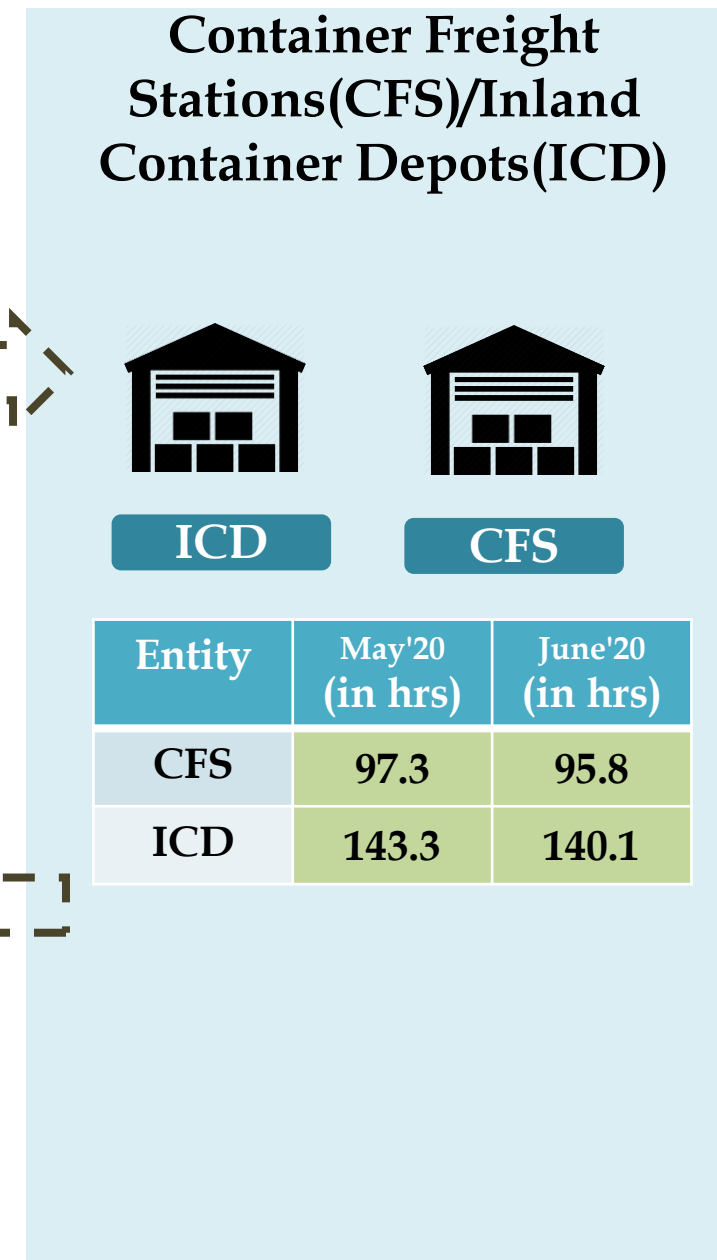 Container Freight
Stations(CFS)/Inland
Container Depots(ICD)
ICD CFS
Entity May'20 (in hrs) June'20 (in hrs)
CFS 97.3 95.8
ICD 143.3 140.1